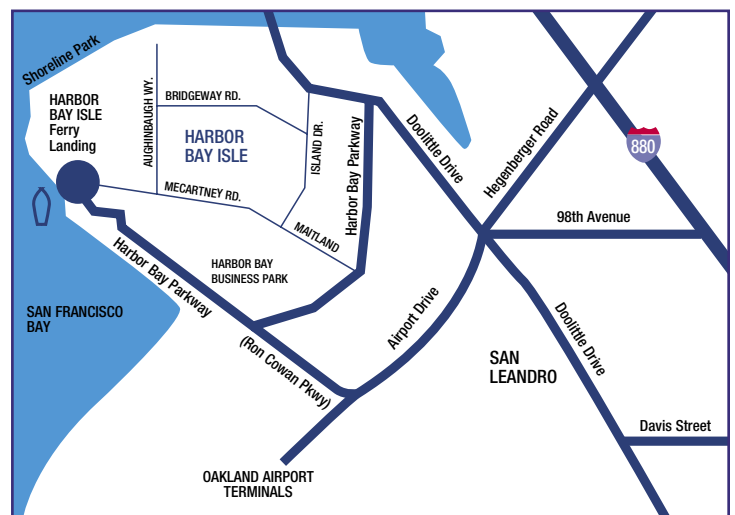 Shoreline Park
HARBOR
BAY ISLE
Ferry
Landing
AUGHINBAUGH WY.
BRIDGEWAY RD.
HARBOR
BAY ISLE
ISLAND DR.
MECARTNEY RD.
MAITLAND
Harbor Bay Parkway
Doolittle Drive
Hegenberger Road
880
98th Avenue
Harbor Bay Parkway
HARBOR BAY
BUSINESS PARK
SAN FRANCISCO
BAY
(Ron Cowan Pkwy)
Airport Drive
SAN
LEANDRO
Doolittle Drive
Davis Street
OAKLAND AIRPORT
TERMINALS